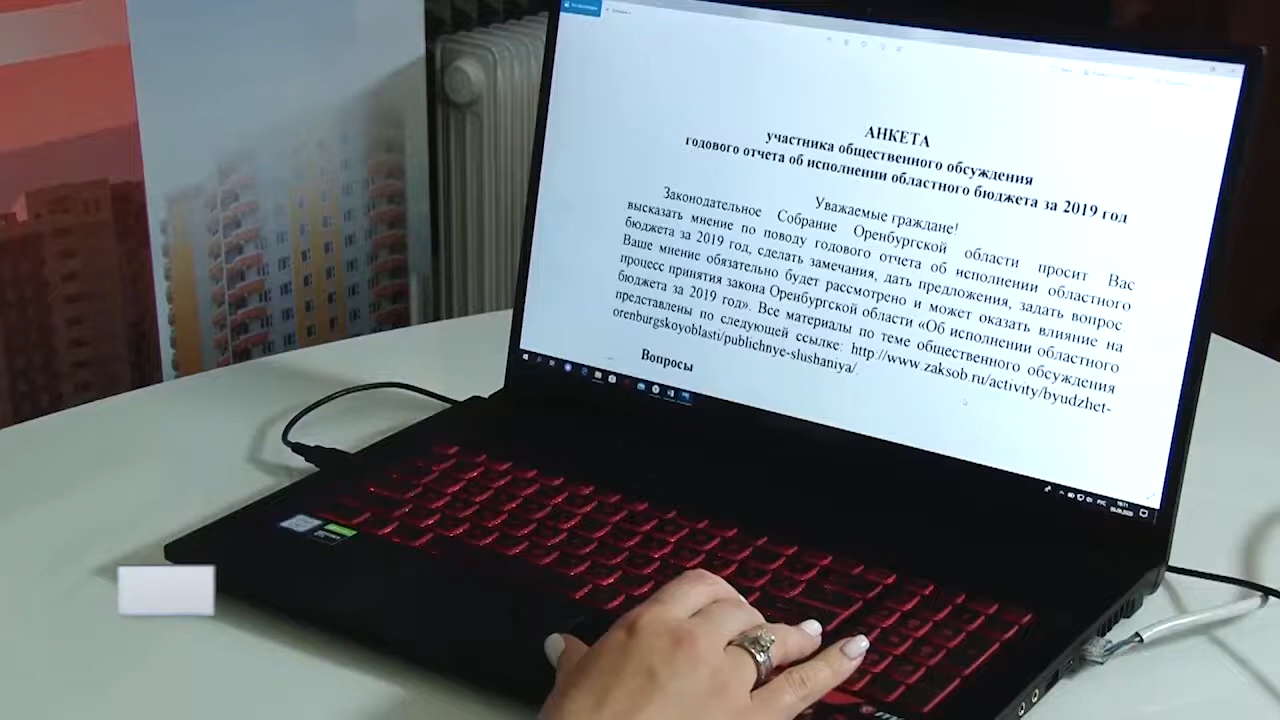 АНКЕТА
участника общественного обсуждения
годового отчета об исполнении областного бюджета за 2019 год
Уважаемые граждане!
Законодательное Собрание Оренбургской области просит Вас
высказать мнение по поводу годового отчета об исполнении областного
бюджета за 2019 год, сделать замечания, дать предложения, задать вопрос.
Ваше мнение обязательно будет рассмотрено и может оказать влияние на
процесс принятия закона Оренбургской области «Об исполнении областного
бюджета за 2019 год». Все материалы по теме общественного обсуждения
представлены по следующей ссылке: http://www.zaksob.ru/activity/byudzhet-
orenburgskoyoblasti/publichnye-slushaniya/.
Вопросы